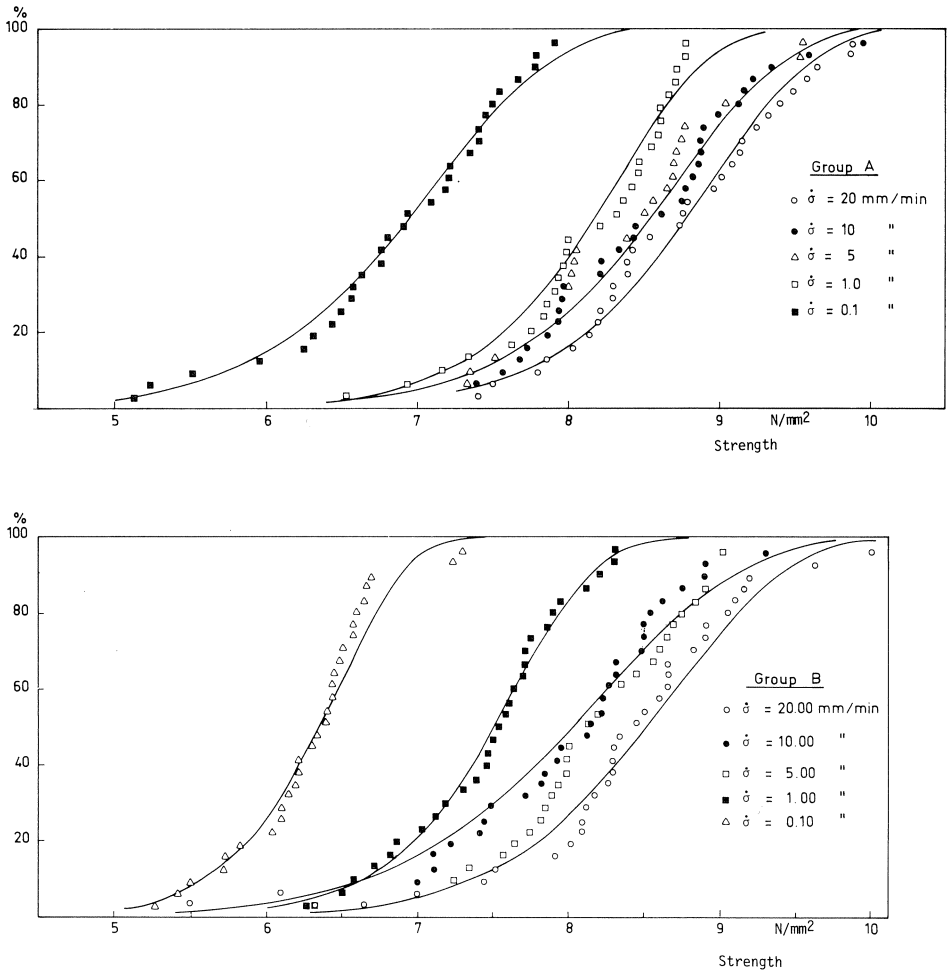 %
100
80
60
40
20
Group A
○ σ̇ = 20 mm/min
● σ̇ = 10 "
△ σ̇ = 5 "
□ σ̇ = 1.0 "
■ σ̇ = 0.1 "
5 6 7 8 9 N/mm2 10
Strength
%
100
80
60
40
20
Group B
○ σ̇ = 20.00 mm/min
● σ̇ = 10.00 "
□ σ̇ = 5.00 "
■ σ̇ = 1.00 "
△ σ̇ = 0.10 "
5 6 7 8 9 N/mm² 10
Strength